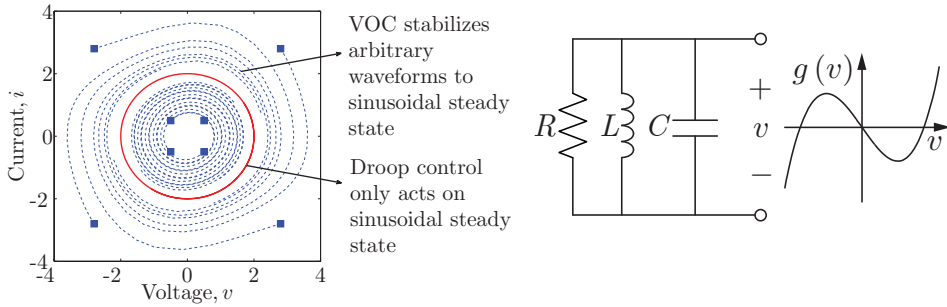 4
2
0
-2
-4
-4
-2
0
2
4
Current, i
Voltage, v
VOC stabilizes
arbitrary
waveforms to
sinusoidal steady
state
Droop control
only acts on
sinusoidal steady
state
R
L
C
+
v
−
g (v)
v